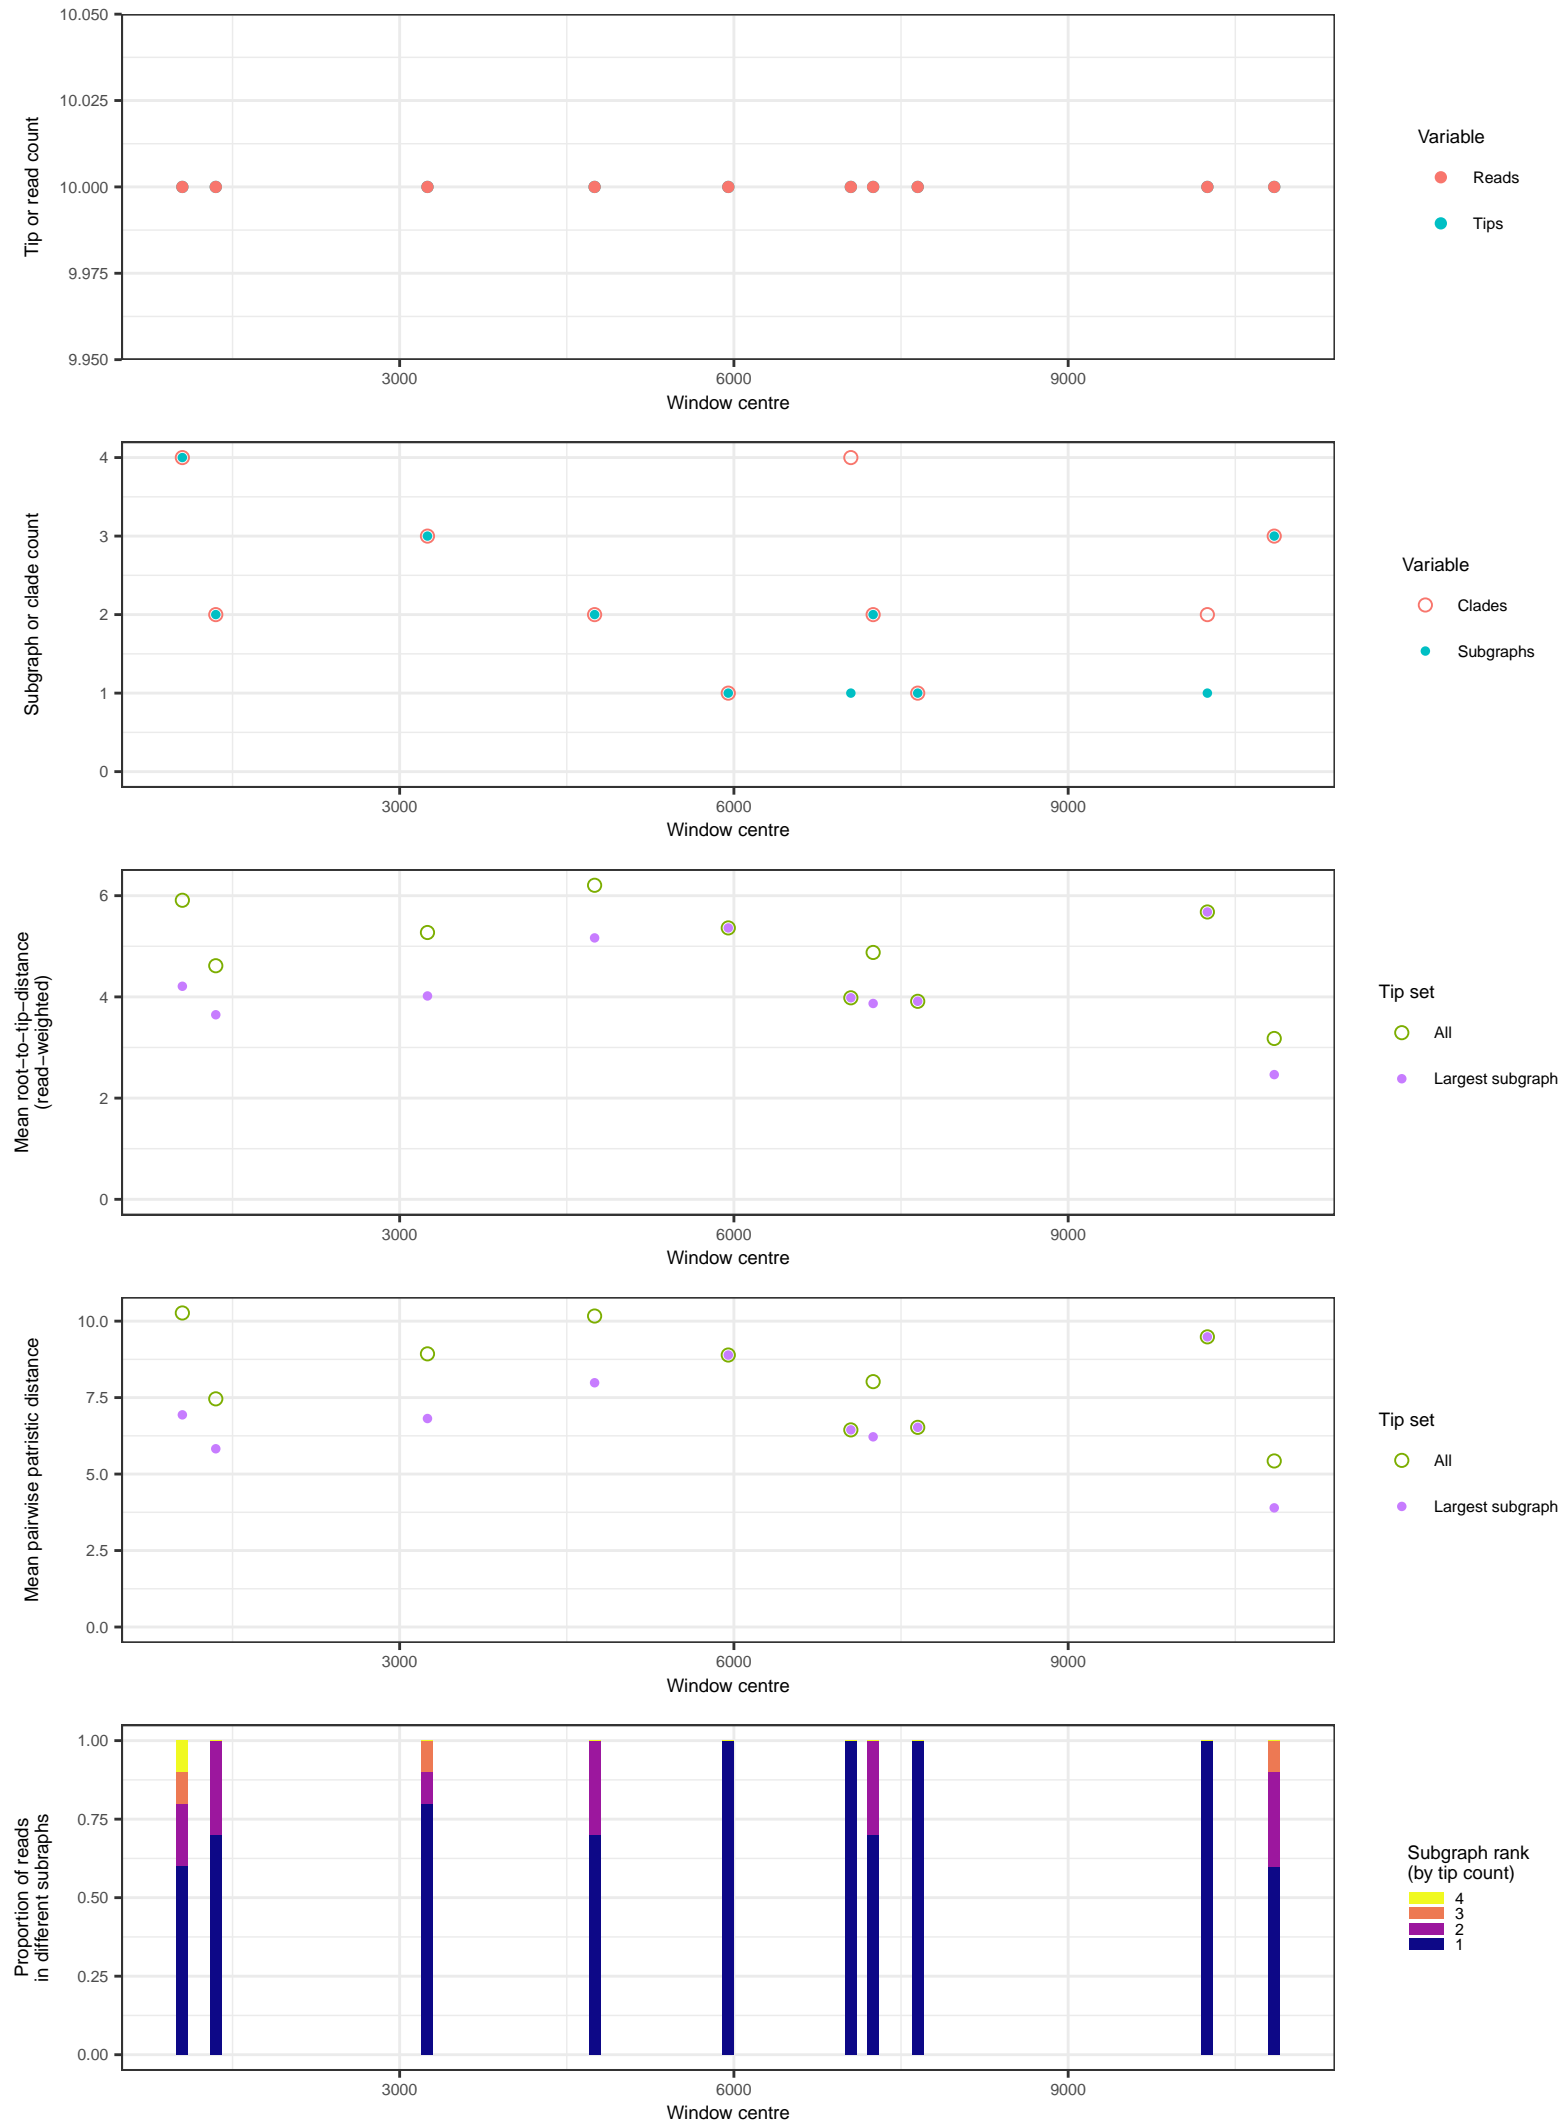 10.050
10.025
10.000
9.975
9.950
Tip or read count
3000
6000
9000
Window centre
Variable
Reads
Tips
4
3
2
1
0
Subgraph or clade count
3000
6000
9000
Window centre
Variable
Clades
Subgraphs
6
4
2
0
Mean root−to−tip−distance
(read−weighted)
3000
6000
9000
Window centre
Tip set
All
Largest subgraph
10.0
7.5
5.0
2.5
0.0
Mean pairwise patristic distance
3000
6000
9000
Window centre
Tip set
All
Largest subgraph
1.00
0.75
0.50
0.25
0.00
Proportion of reads
in different subraphs
3000
6000
9000
Window centre
Subgraph rank
(by tip count)
4
3
2
1